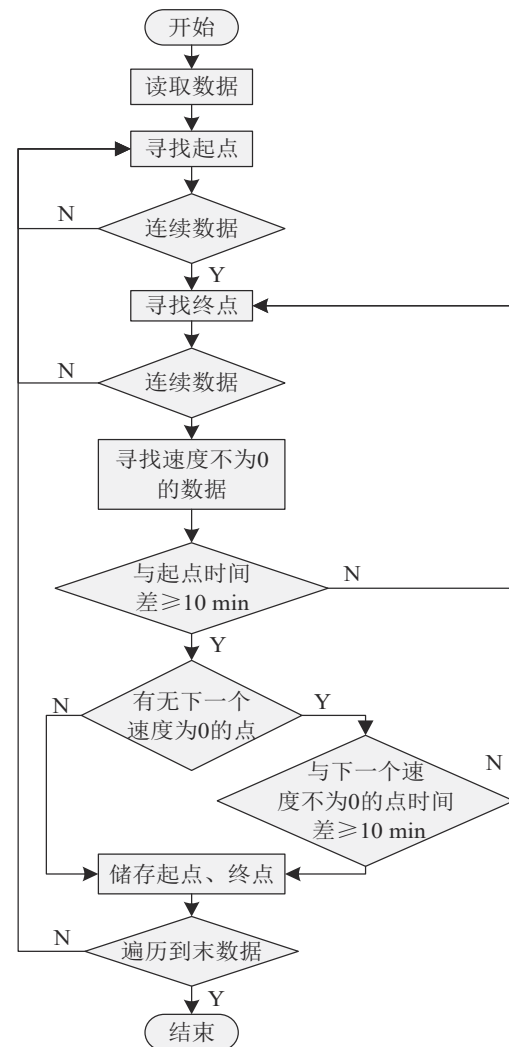 开始
读取数据
寻找起点
N
连续数据
Y
寻找终点
N
连续数据
寻找速度不为0
的数据
与起点时间
差≥10 min
N
Y
N
有无下一个
速度为0的点
Y
与下一个速
度不为0的点时间
差≥10 min
N
储存起点、终点
N
遍历到末数据
Y
结束